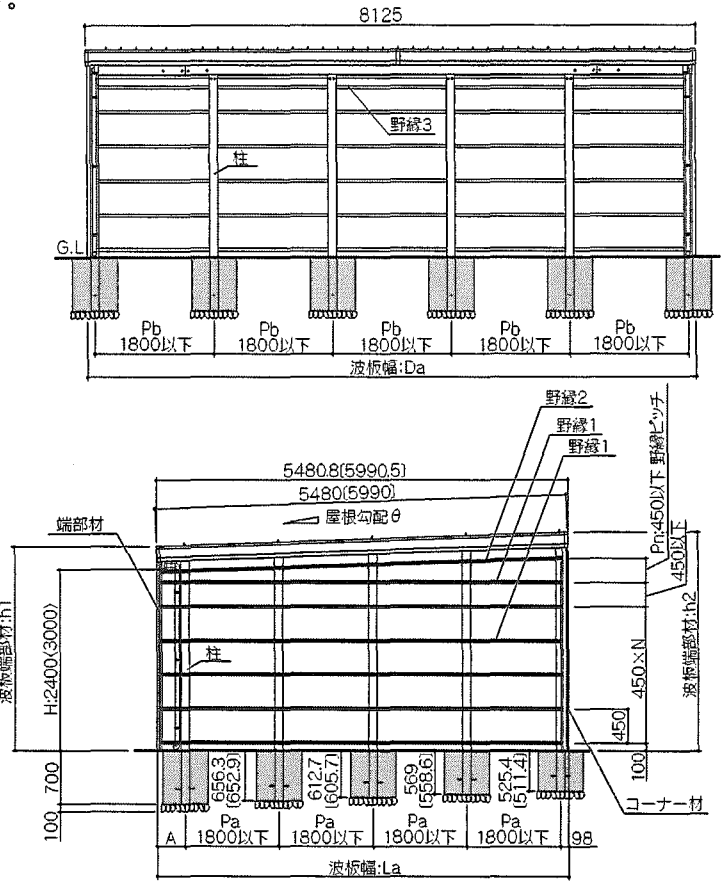 8125
野縁3
柱
G.L
Pb Pb Pb Pb Pb
1800以下 1800以下 1800以下 1800以下 1800以下
波板幅:Da
野縁2
野縁1
野縁1
5480.8(5990.5)
5480(5990)
屋根勾配θ
端部材
Pn:450以下 野縁ピッチ
450以下
波板端部材:h1
H:2400(3000)
柱
450×N
波板端部材:h2
450
100
700
100
656.3
[652.9]
612.7
[605.7]
569
[558.6]
525.4
[511.4]
コーナー材
A
Pa Pa Pa Pa
1800以下 1800以下 1800以下 1800以下
98
波板幅:La